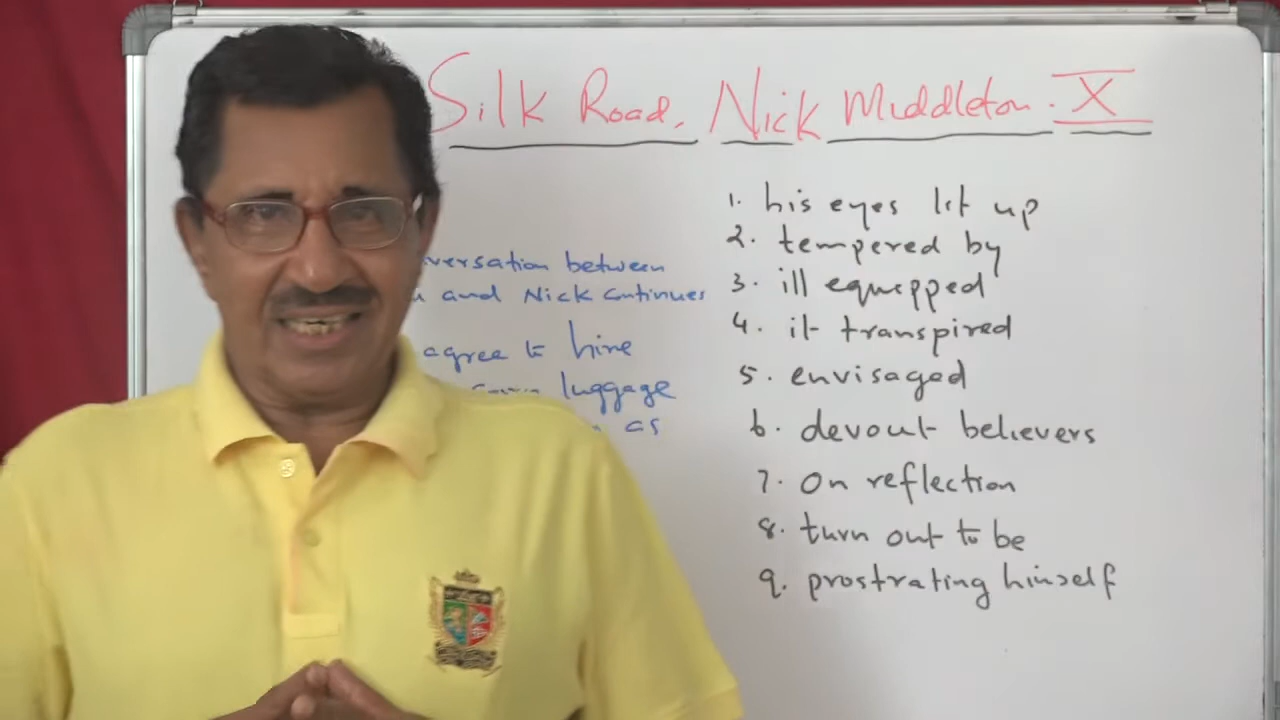 Silk Road, Nick Middleton. X
versation between
and Nick Continues
agree to hire
luggage
as
1. his eyes lit up
2. tempered by
3. ill equipped
4. it transpired
5. envisaged
6. devout believers
7. On reflection
8. turn out to be
9. prostrating himself